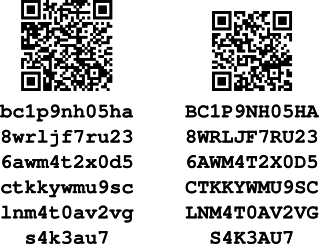 bc1p9nh05ha
8wrljf7ru23
6awm4t2x0d5
ctkkywmu9sc
lnm4t0av2vg
s4k3au7
BC1P9NH05HA
8WRLJF7RU23
6AWM4T2X0D5
CTKKYWMU9SC
LNM4T0AV2VG
S4K3AU7